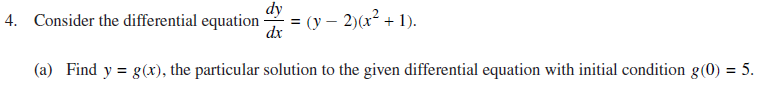 4. Consider the differential equation dy/dx = (y − 2)(x² + 1).
(a) Find y = g(x), the particular solution to the given differential equation with initial condition g(0) = 5.